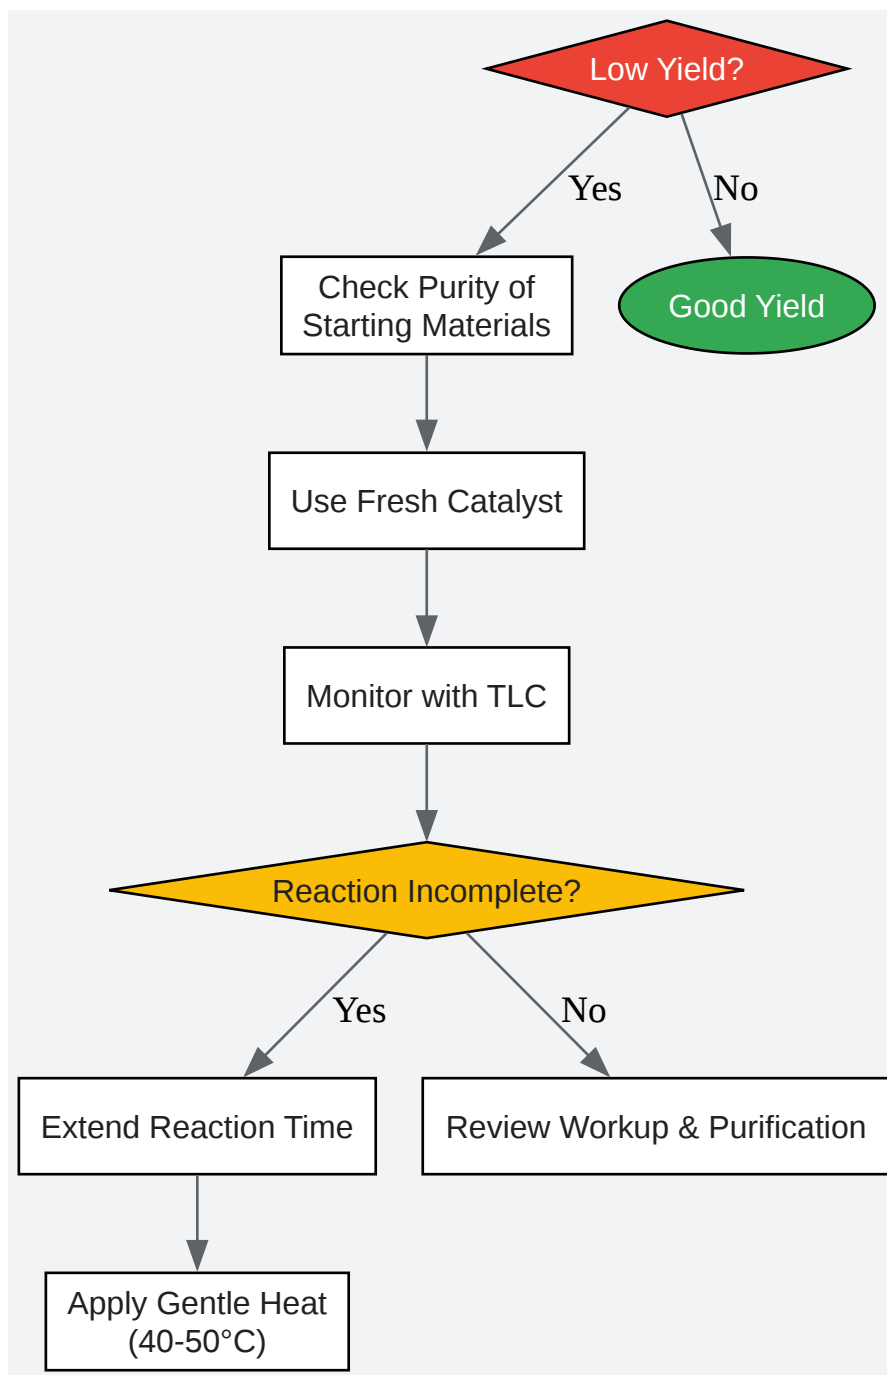 Low Yield?
Yes
No
Check Purity of
Starting Materials
Good Yield
Use Fresh Catalyst
Monitor with TLC
Reaction Incomplete?
Yes
No
Extend Reaction Time
Review Workup & Purification
Apply Gentle Heat
(40-50°C)